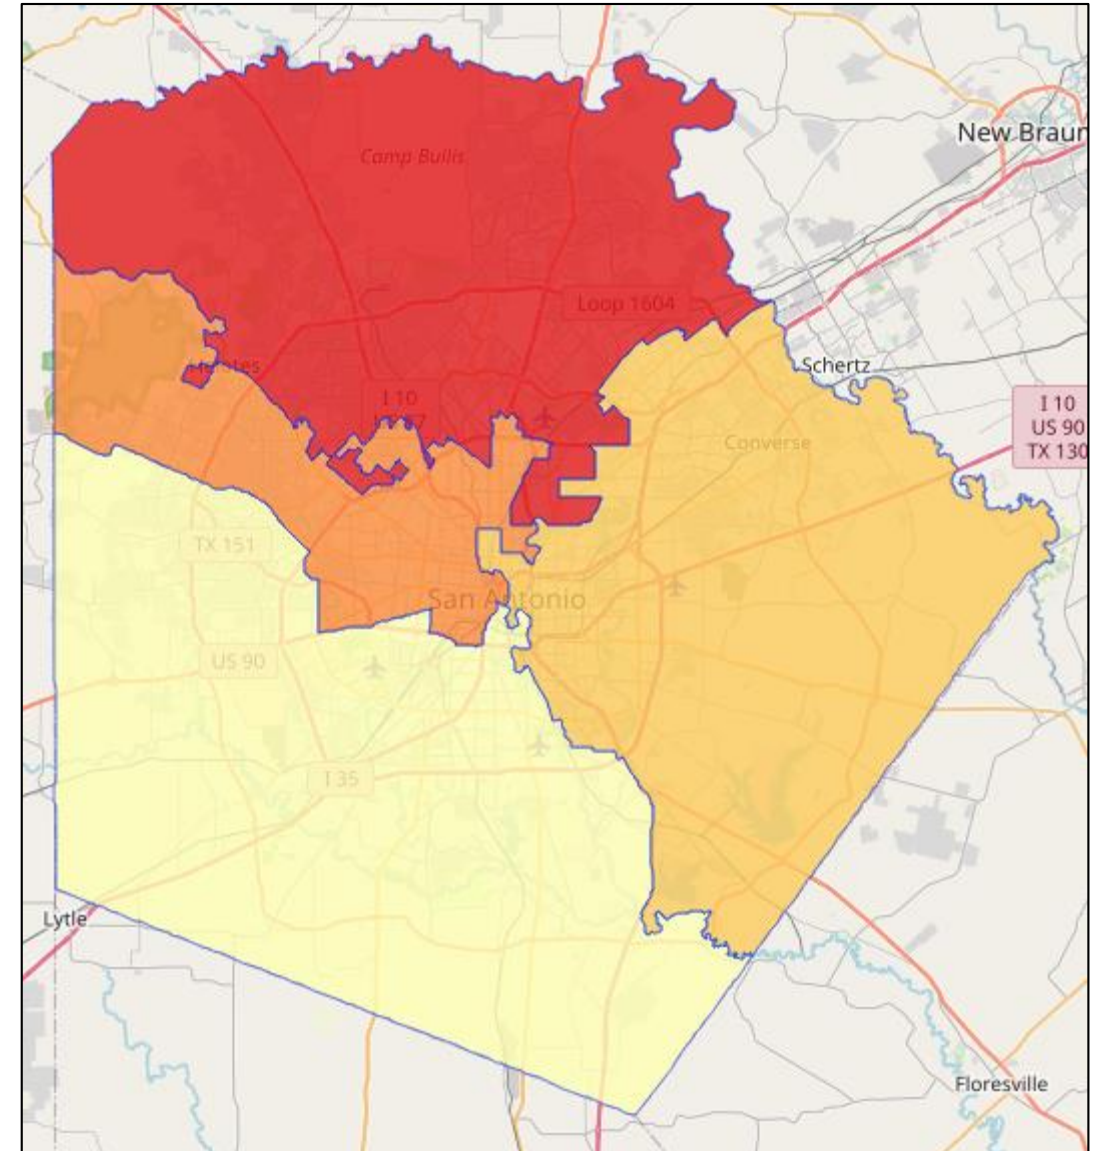 New Braun
Camp Bullis
Loop 1604
Schertz
I 10
I 10
US 90
TX 130
Converse
TX 151
San Antonio
US 90
I 35
Lytle
Floresville